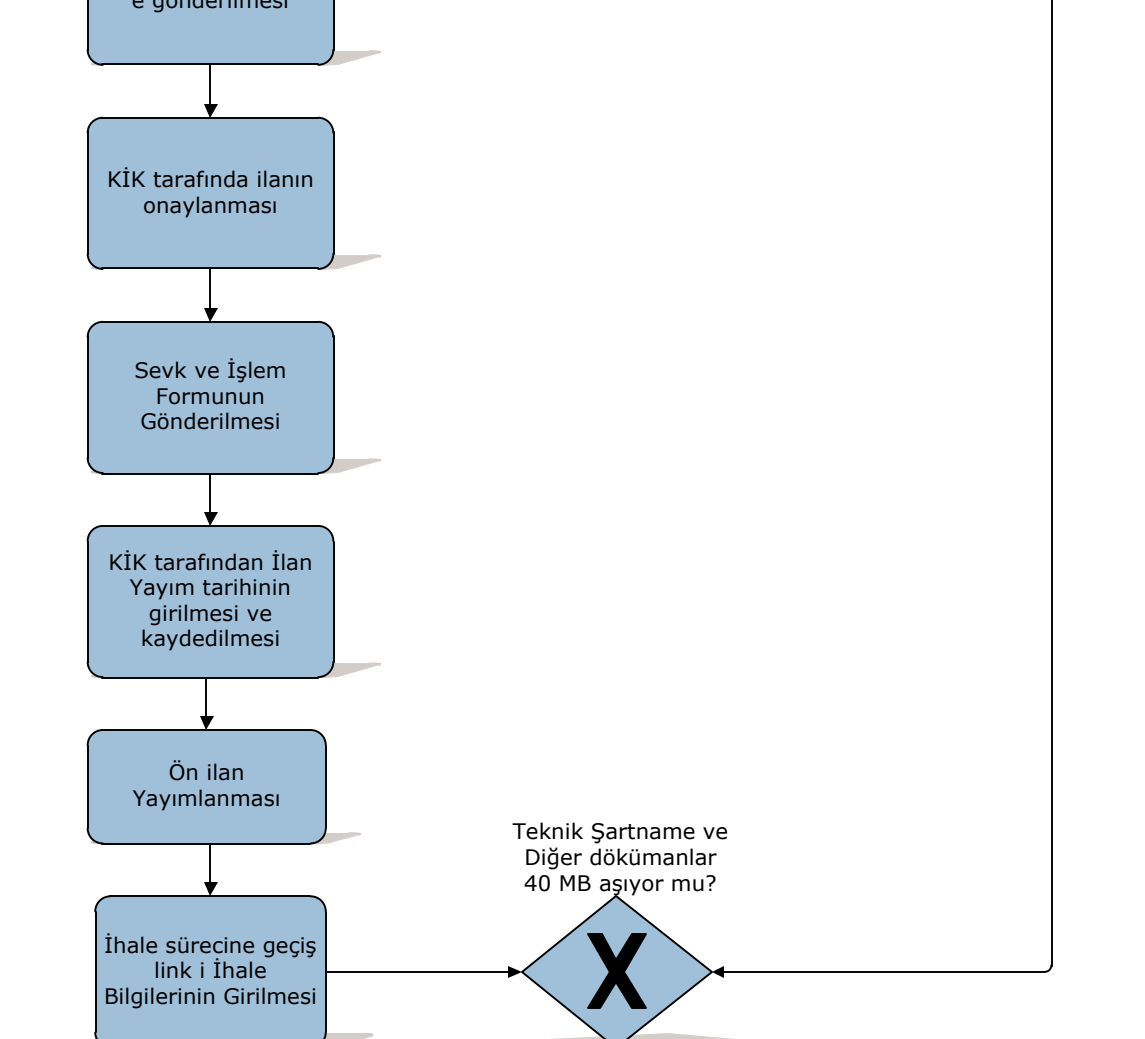 e gönderilmesi
KİK tarafında ilanın
onaylanması
Sevk ve İşlem
Formunun
Gönderilmesi
KİK tarafından İlan
Yayım tarihinin
girilmesi ve
kaydedilmesi
Ön ilan
Yayımlanması
Teknik Şartname ve
Diğer dökümanlar
40 MB aşıyor mu?
İhale sürecine geçiş
link i İhale
Bilgilerinin Girilmesi
X